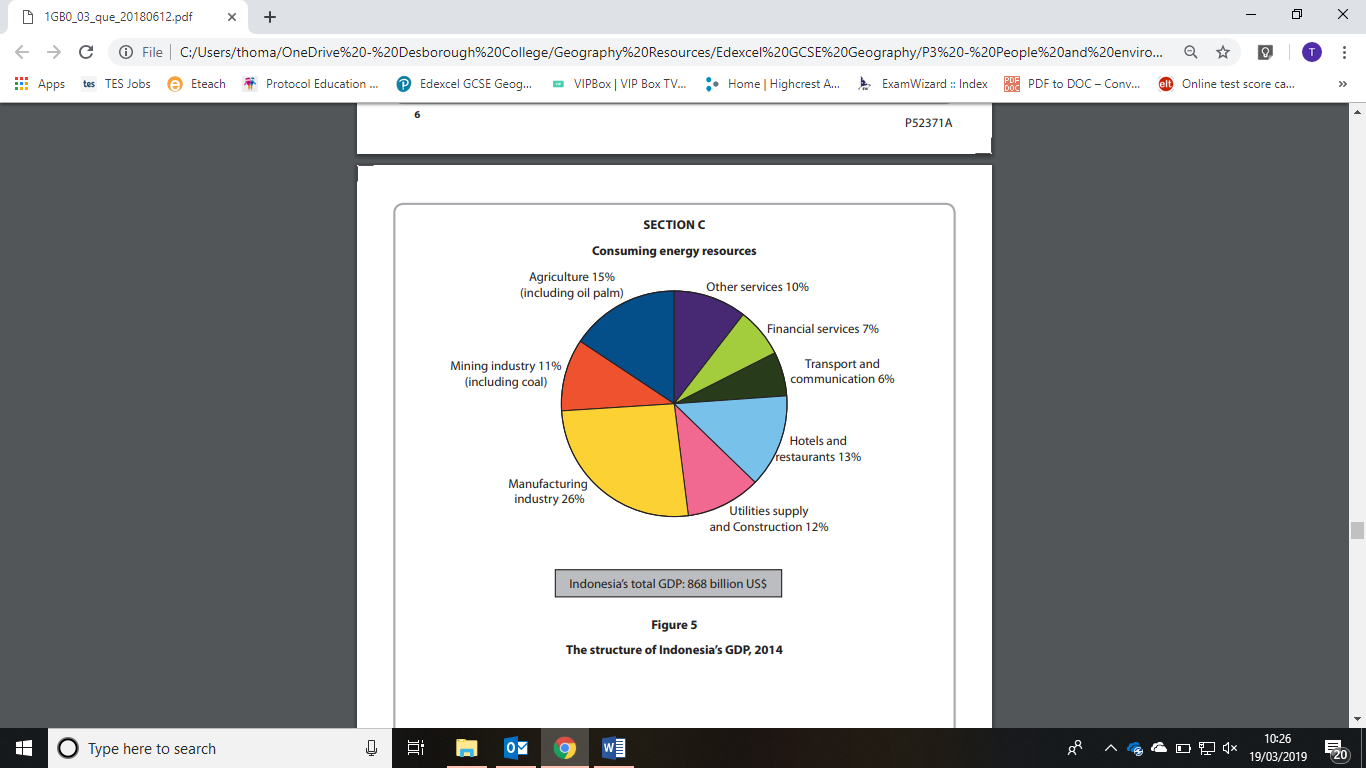 1GB0_03_que_20180612.pdf
File
C:/Users/thoma/OneDrive%20-%20Desborough%20College/Geography%20Resources/Edexcel%20GCSE%20Geography/P3%20-%20People%20and%20enviro...
T
Apps
tes TES Jobs
Eteach
Protocol Education ...
Edexcel GCSE Geog...
VIPBox | VIP Box TV...
Home | Highcrest A...
ExamWizard :: Index
PDF DOC PDF to DOC – Conv...
elt Online test score ca...
»
6
P52371A
SECTION C
Consuming energy resources
Agriculture 15%
(including oil palm)
Other services 10%
Financial services 7%
Transport and
communication 6%
Mining industry 11%
(including coal)
Hotels and
restaurants 13%
Manufacturing
industry 26%
Utilities supply
and Construction 12%
Indonesia's total GDP: 868 billion US$
Figure 5
The structure of Indonesia's GDP, 2014
Type here to search
10:26
19/03/2019
20